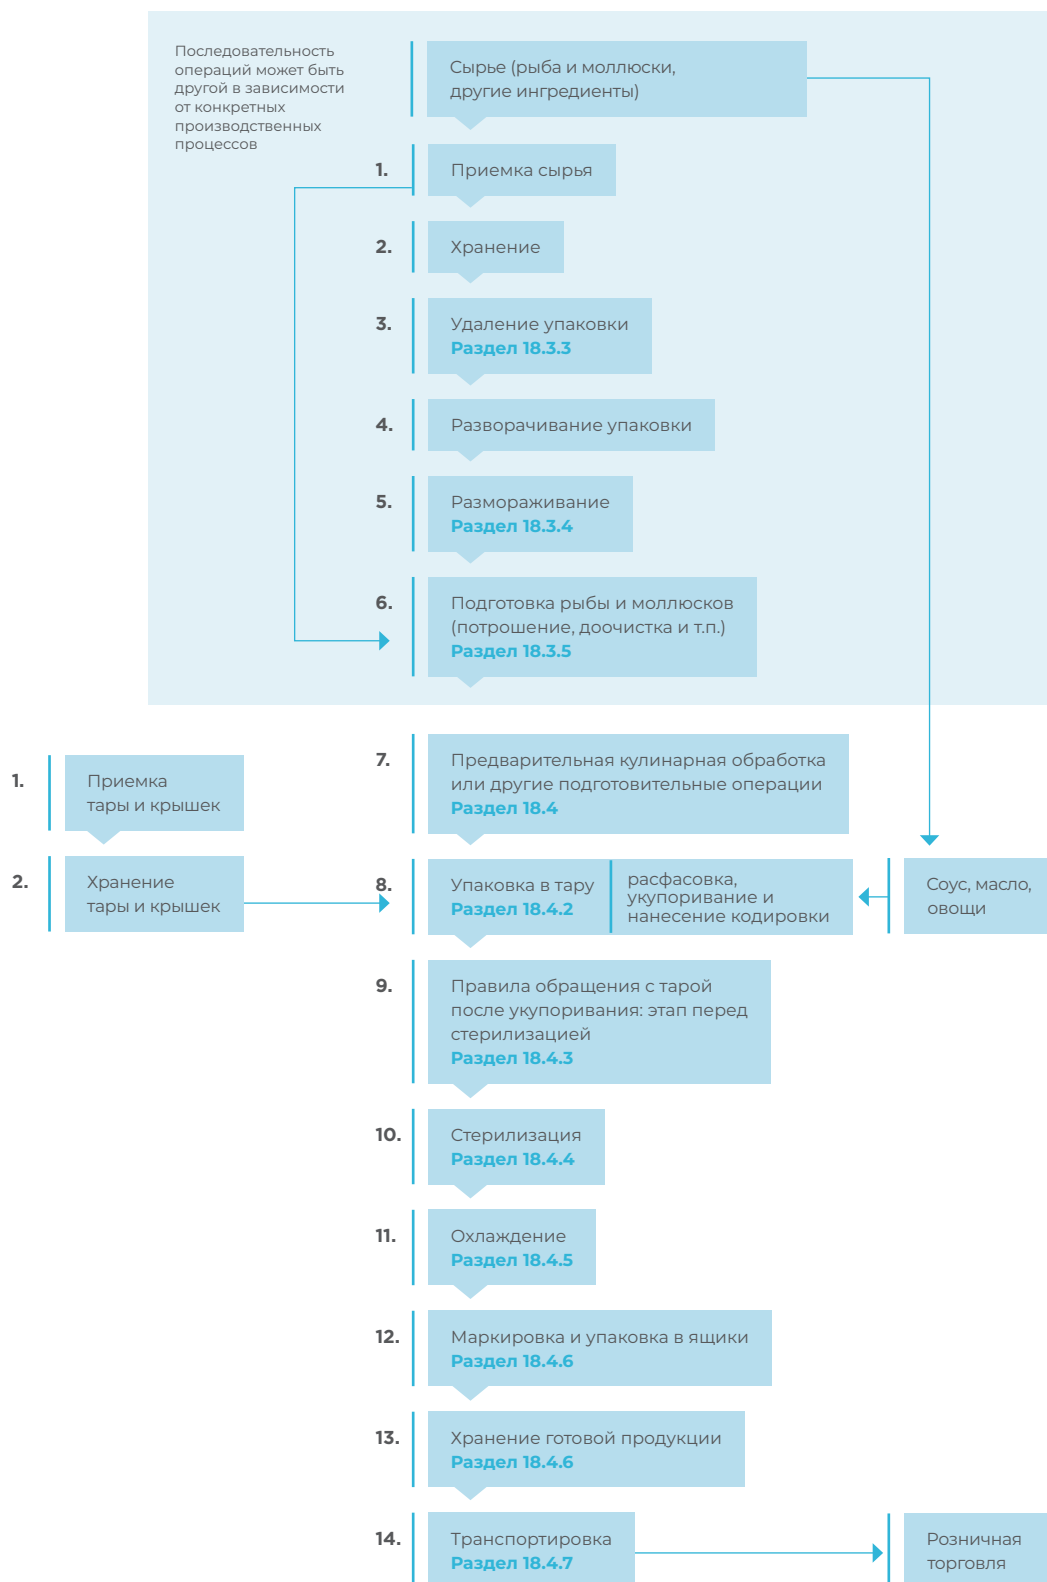 Последовательность
операций может быть
другой в зависимости
от конкретных
производственных
процессов
Сырье (рыба и моллюски,
другие ингредиенты)
1. Приемка сырья
2. Хранение
3. Удаление упаковки
Раздел 18.3.3
4. Разворачивание упаковки
5. Размораживание
Раздел 18.3.4
6. Подготовка рыбы и моллюсков
(потрошение, доочистка и т.п.)
Раздел 18.3.5
7. Предварительная кулинарная обработка
или другие подготовительные операции
Раздел 18.4
1. Приемка
тары и крышек
2. Хранение
тары и крышек
8. Упаковка в тару
Раздел 18.4.2
расфасовка,
укупоривание и
нанесение кодировки
Соус, масло,
овощи
9. Правила обращения с тарой
после укупоривания: этап перед
стерилизацией
Раздел 18.4.3
10. Стерилизация
Раздел 18.4.4
11. Охлаждение
Раздел 18.4.5
12. Маркировка и упаковка в ящики
Раздел 18.4.6
13. Хранение готовой продукции
Раздел 18.4.6
14. Транспортировка
Раздел 18.4.7
Розничная
торговля